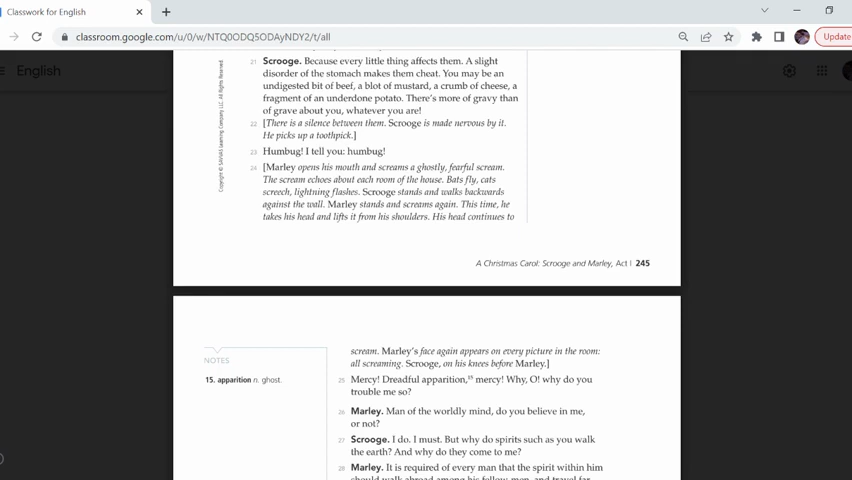 Classwork for English
classroom.google.com/u/0/w/NTQ0ODQ5ODAyNDY2/t/all
Update
English
21 Scrooge. Because every little thing affects them. A slight
disorder of the stomach makes them cheat. You may be an
undigested bit of beef, a blot of mustard, a crumb of cheese, a
fragment of an underdone potato. There's more of gravy than
of grave about you, whatever you are!
22 [There is a silence between them. Scrooge is made nervous by it.
He picks up a toothpick.]
23 Humbug! I tell you: humbug!
24 [Marley opens his mouth and screams a ghostly, fearful scream.
The scream echoes about each room of the house. Bats fly, cats
screech, lightning flashes. Scrooge stands and walks backwards
against the wall. Marley stands and screams again. This time, he
takes his head and lifts it from his shoulders. His head continues to
Copyright © SAVVAS Learning Company LLC. All Rights Reserved.
A Christmas Carol: Scrooge and Marley, Act I 245
NOTES
15. apparition n. ghost.
scream. Marley's face again appears on every picture in the room:
all screaming. Scrooge, on his knees before Marley.]
25 Mercy! Dreadful apparition,15 mercy! Why, O! why do you
trouble me so?
26 Marley. Man of the worldly mind, do you believe in me,
or not?
27 Scrooge. I do. I must. But why do spirits such as you walk
the earth? And why do they come to me?
28 Marley. It is required of every man that the spirit within him
should walk abroad among his fellow-men, and travel far